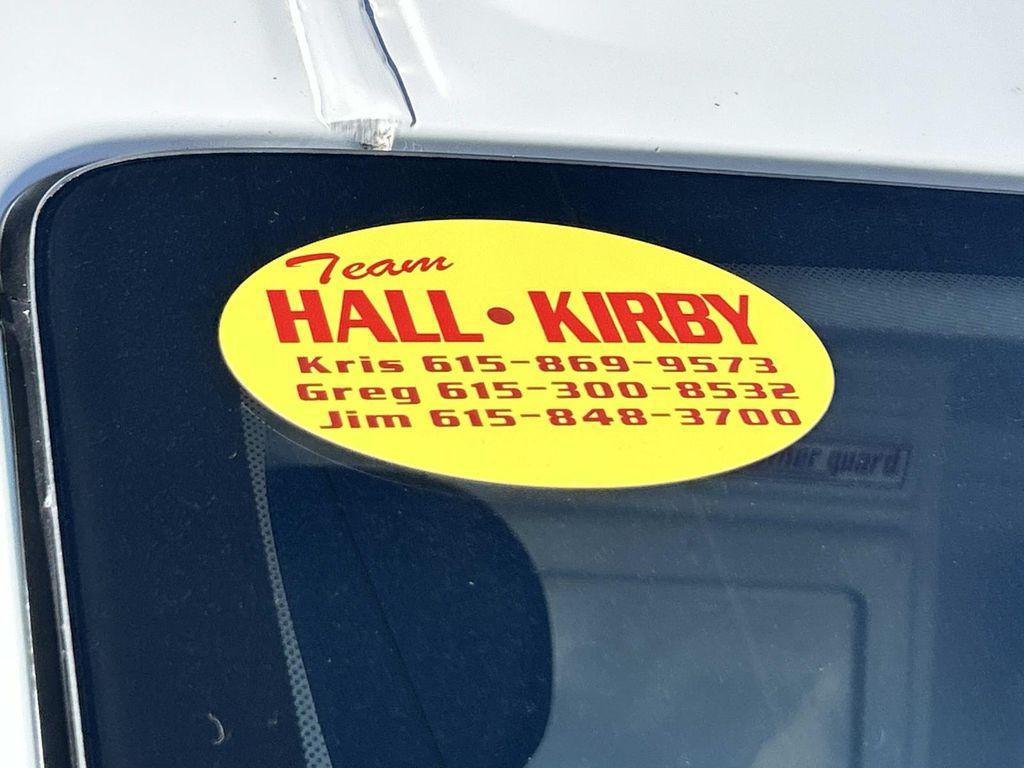 Team
HALL • KIRBY
Kris 615-869-9573
Greg 615-300-8532
Jim 615-848-3700
guard